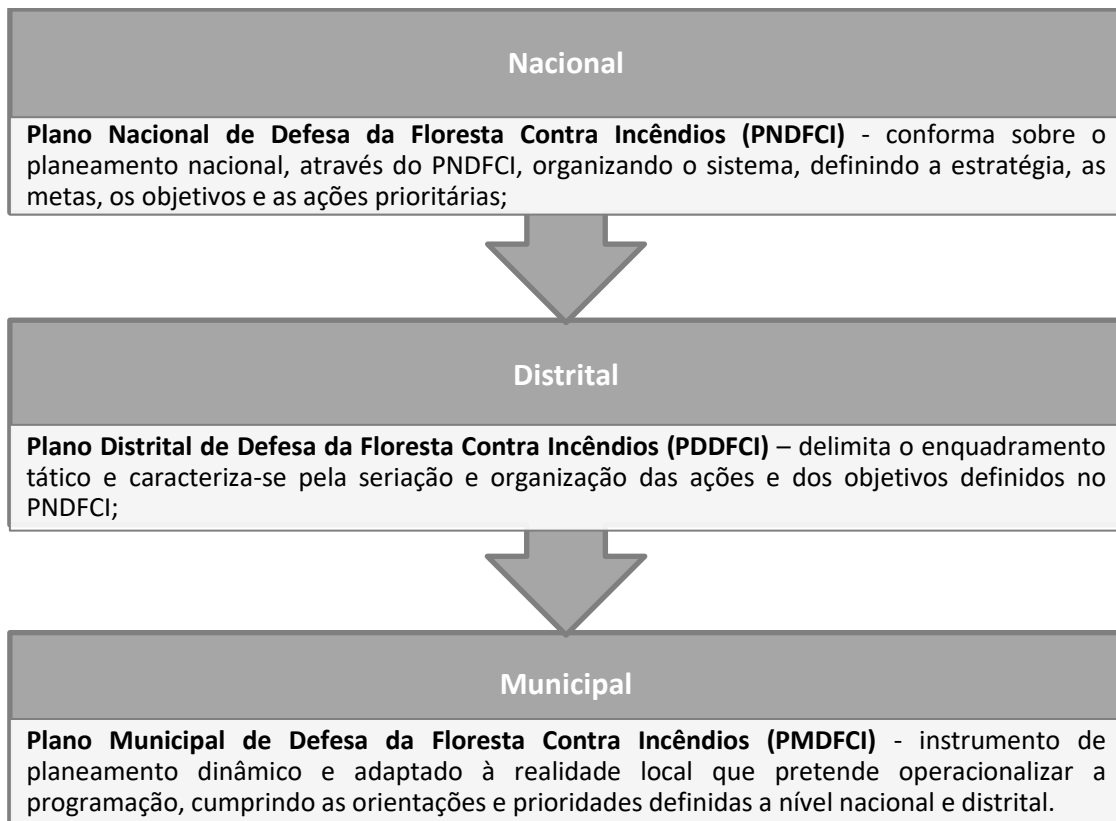 Nacional
Plano Nacional de Defesa da Floresta Contra Incêndios (PNDFCI) - conforma sobre o
planeamento nacional, através do PNDFCI, organizando o sistema, definindo a estratégia, as
metas, os objetivos e as ações prioritárias;
Distrital
Plano Distrital de Defesa da Floresta Contra Incêndios (PDDFCI) – delimita o enquadramento
tático e caracteriza-se pela seriação e organização das ações e dos objetivos definidos no
PNDFCI;
Municipal
Plano Municipal de Defesa da Floresta Contra Incêndios (PMDFCI) - instrumento de
planeamento dinâmico e adaptado à realidade local que pretende operacionalizar a
programação, cumprindo as orientações e prioridades definidas a nível nacional e distrital.